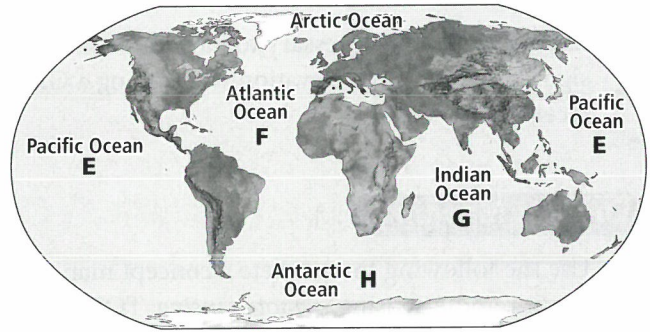 Arctic Ocean
Atlantic
Ocean
F
Pacific
Ocean
E
Pacific Ocean
E
Indian
Ocean
G
Antarctic
Ocean
H